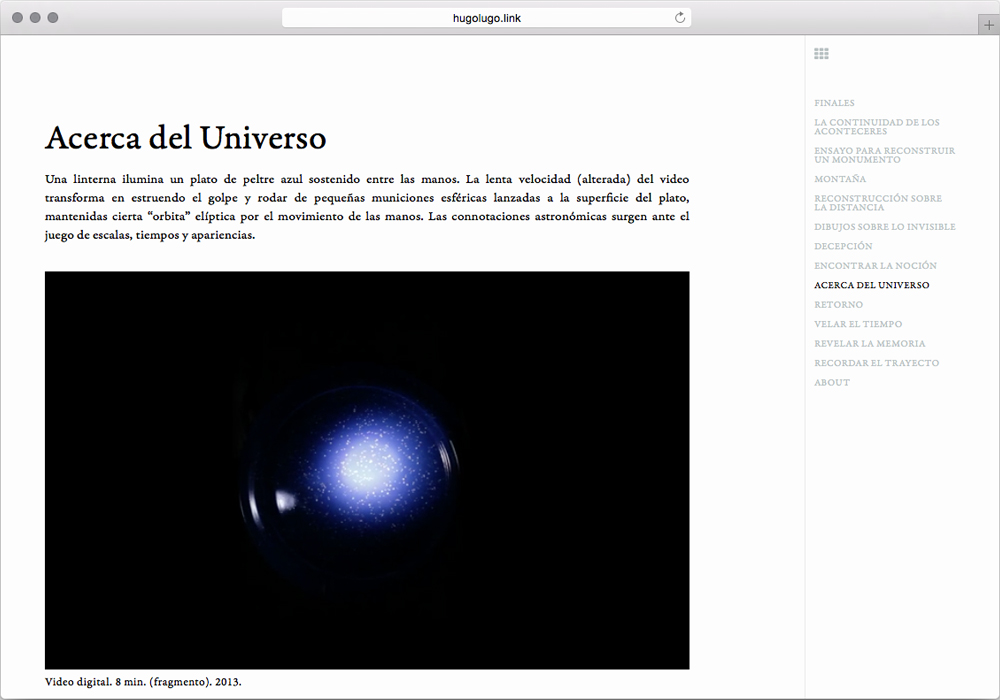 hugolugo.link
Acerca del Universo
Una linterna ilumina un plato de peltre azul sostenido entre las manos. La lenta velocidad (alterada) del video
transforma en estruendo el golpe y rodar de pequeñas municiones esféricas lanzadas a la superficie del plato,
mantenidas cierta “orbita” elíptica por el movimiento de las manos. Las connotaciones astronómicas surgen ante el
juego de escalas, tiempos y apariencias.
Video digital. 8 min. (fragmento). 2013.
FINALES
LA CONTINUIDAD DE LOS
ACONTECERES
ENSAYO PARA RECONSTRUIR
UN MONUMENTO
MONTAÑA
RECONSTRUCCIÓN SOBRE
LA DISTANCIA
DIBUJOS SOBRE LO INVISIBLE
DECEPCIÓN
ENCONTRAR LA NOCIÓN
ACERCA DEL UNIVERSO
RETORNO
VELAR EL TIEMPO
REVELAR LA MEMORIA
RECORDAR EL TRAYECTO
ABOUT